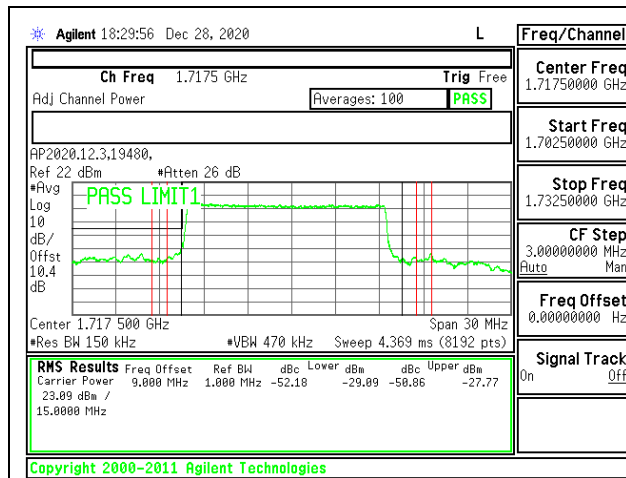 Agilent 18:29:56 Dec 28, 2020 L
Ch Freq 1.7175 GHz Trig Free
Adj Channel Power Averages: 100 PASS
AP2020.12.3,19480,
Ref 22 dBm #Atten 26 dB
#Avg
Log
10
dB/
Offst
10.4
dB
PASS LIMIT1
Center 1.717 500 GHz Span 30 MHz
#Res BW 150 kHz #VBW 470 kHz Sweep 4.369 ms (8192 pts)
RMS Results Freq Offset Ref BW dBc Lower dBm dBc Upper dBm
Carrier Power 9.000 MHz 1.000 MHz -52.18 -29.09 -50.86 -27.77
23.09 dBm /
15.0000 MHz
Copyright 2000-2011 Agilent Technologies
Freq/Channel
Center Freq
1.71750000 GHz
Start Freq
1.70250000 GHz
Stop Freq
1.73250000 GHz
CF Step
3.00000000 MHz
Auto Man
Freq Offset
0.00000000 Hz
Signal Track
On Off